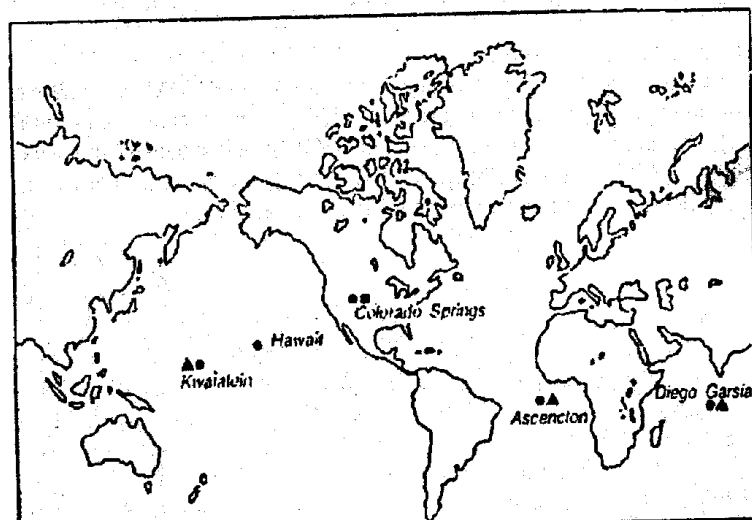 Colorado Springs
Hawaii
Kwajalein
Diego Garsia
Ascencion